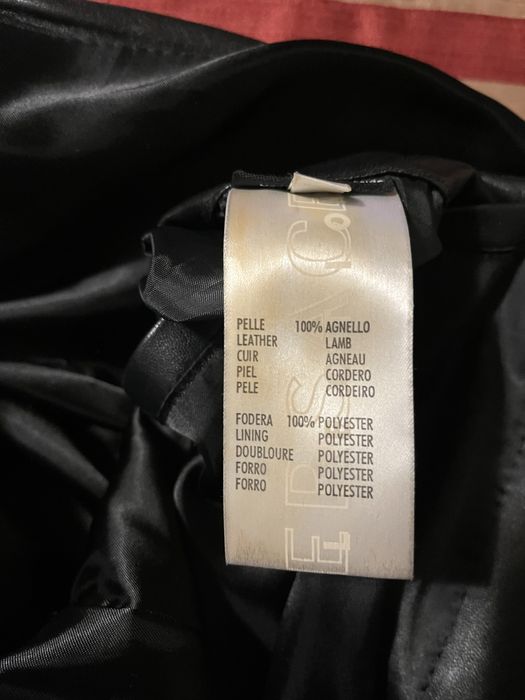 PELLE 100% AGNELLO
LEATHER LAMB
CUIR AGNEAU
PIEL CORDERO
PELE CORDEIRO
FODERA 100% POLYESTER
LINING POLYESTER
DOUBLOURE POLYESTER
FORRO POLYESTER
FORRO POLYESTER